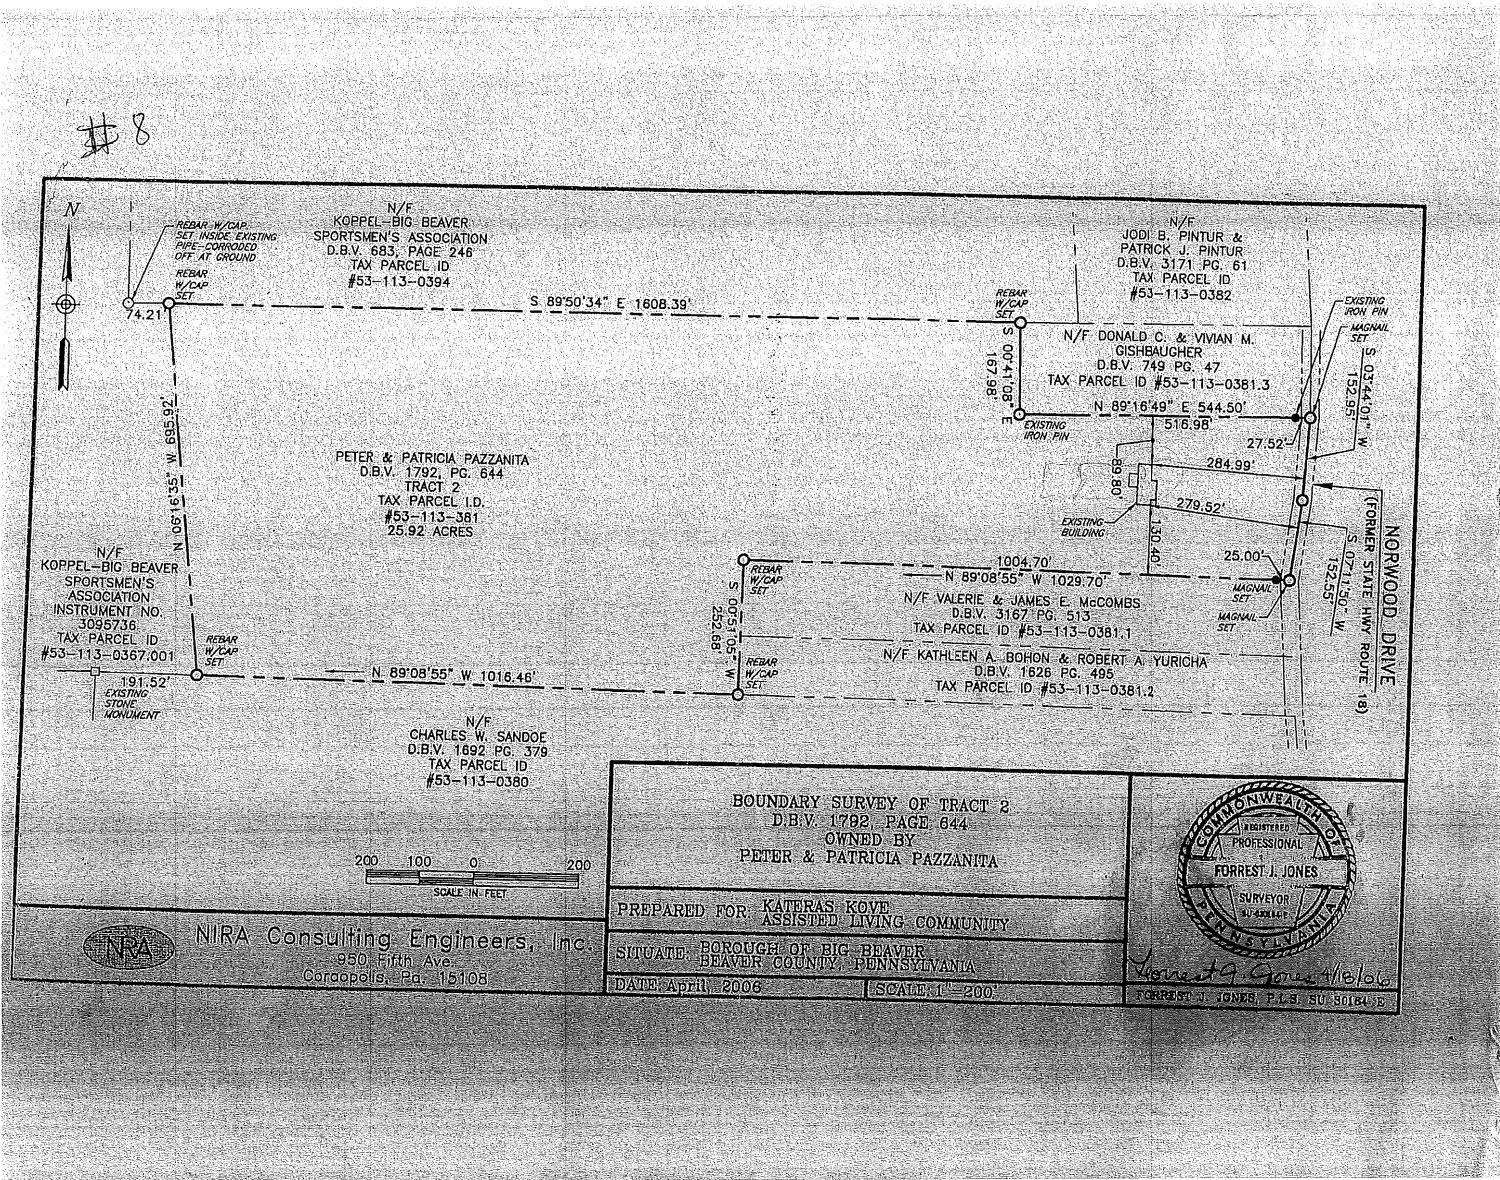 # 8
N
REBAR W/CAP
SET INSIDE EXISTING
PIPE-CORRODED
OFF AT GROUND
REBAR
W/CAP
SET
74.21'
N/F
KOPPEL-BIG BEAVER
SPORTSMEN'S ASSOCIATION
D.B.V. 683, PAGE 246
TAX PARCEL ID
#53-113-0394
S 89°50'34" E 1608.39'
REBAR
W/CAP
SET
N/F
JODI B. PINTUR &
PATRICK J. PINTUR
D.B.V. 3171 PG. 61
TAX PARCEL ID
#53-113-0382
EXISTING
IRON PIN
MAGNAIL
SET
S 00°41'08" E
167.98'
N/F DONALD C. & VIVIAN M.
GISHBAUGHER
D.B.V. 749 PG. 47
TAX PARCEL ID #53-113-0381.3
N 89°16'49" E 544.50'
516.98'
EXISTING
IRON PIN
27.52'
S 03°44'01" W
152.95'
N 06°16'35" W 695.92'
PETER & PATRICIA PAZZANITA
D.B.V. 1792, PG. 644
TRACT 2
TAX PARCEL I.D.
#53-113-381
25.92 ACRES
89.80'
284.99'
279.52'
EXISTING
BUILDING
130.40'
25.00'
S 07°11'50" W
152.55'
NORWOOD DRIVE
(FORMER STATE HWY ROUTE 18)
N/F
KOPPEL-BIG BEAVER
SPORTSMEN'S
ASSOCIATION
INSTRUMENT NO.
3095736
TAX PARCEL ID
#53-113-0367.001
REBAR
W/CAP
SET
191.52'
EXISTING
STONE
MONUMENT
N 89°08'55" W 1016.46'
REBAR
W/CAP
SET
S 00°51'05" W
252.68'
REBAR
W/CAP
SET
1004.70'
N 89°08'55" W 1029.70'
MAGNAIL
SET
MAGNAIL
SET
N/F VALERIE & JAMES E. McCOMBS
D.B.V. 3167 PG. 513
TAX PARCEL ID #53-113-0381.1
N/F KATHLEEN A. BOHON & ROBERT A. YURICHA
D.B.V. 1626 PG. 495
TAX PARCEL ID #53-113-0381.2
N/F
CHARLES W. SANDOE
D.B.V. 1692 PG. 379
TAX PARCEL ID
#53-113-0380
200 100 0 200
SCALE IN FEET
NIRA
NIRA Consulting Engineers, Inc.
950 Fifth Ave.
Coraopolis, Pa. 15108
BOUNDARY SURVEY OF TRACT 2
D.B.V. 1792, PAGE 644
OWNED BY
PETER & PATRICIA PAZZANITA
PREPARED FOR: KATERAS KOVE
ASSISTED LIVING COMMUNITY
SITUATE: BOROUGH OF BIG BEAVER
BEAVER COUNTY, PENNSYLVANIA
DATE: April, 2006
SCALE: 1"=200'
COMMONWEALTH OF
REGISTERED
PROFESSIONAL
FORREST J. JONES
SURVEYOR
PENNSYLVANIA
Forrest J. Jones 4/18/06
FORREST J. JONES, P.L.S. SU 30164 E